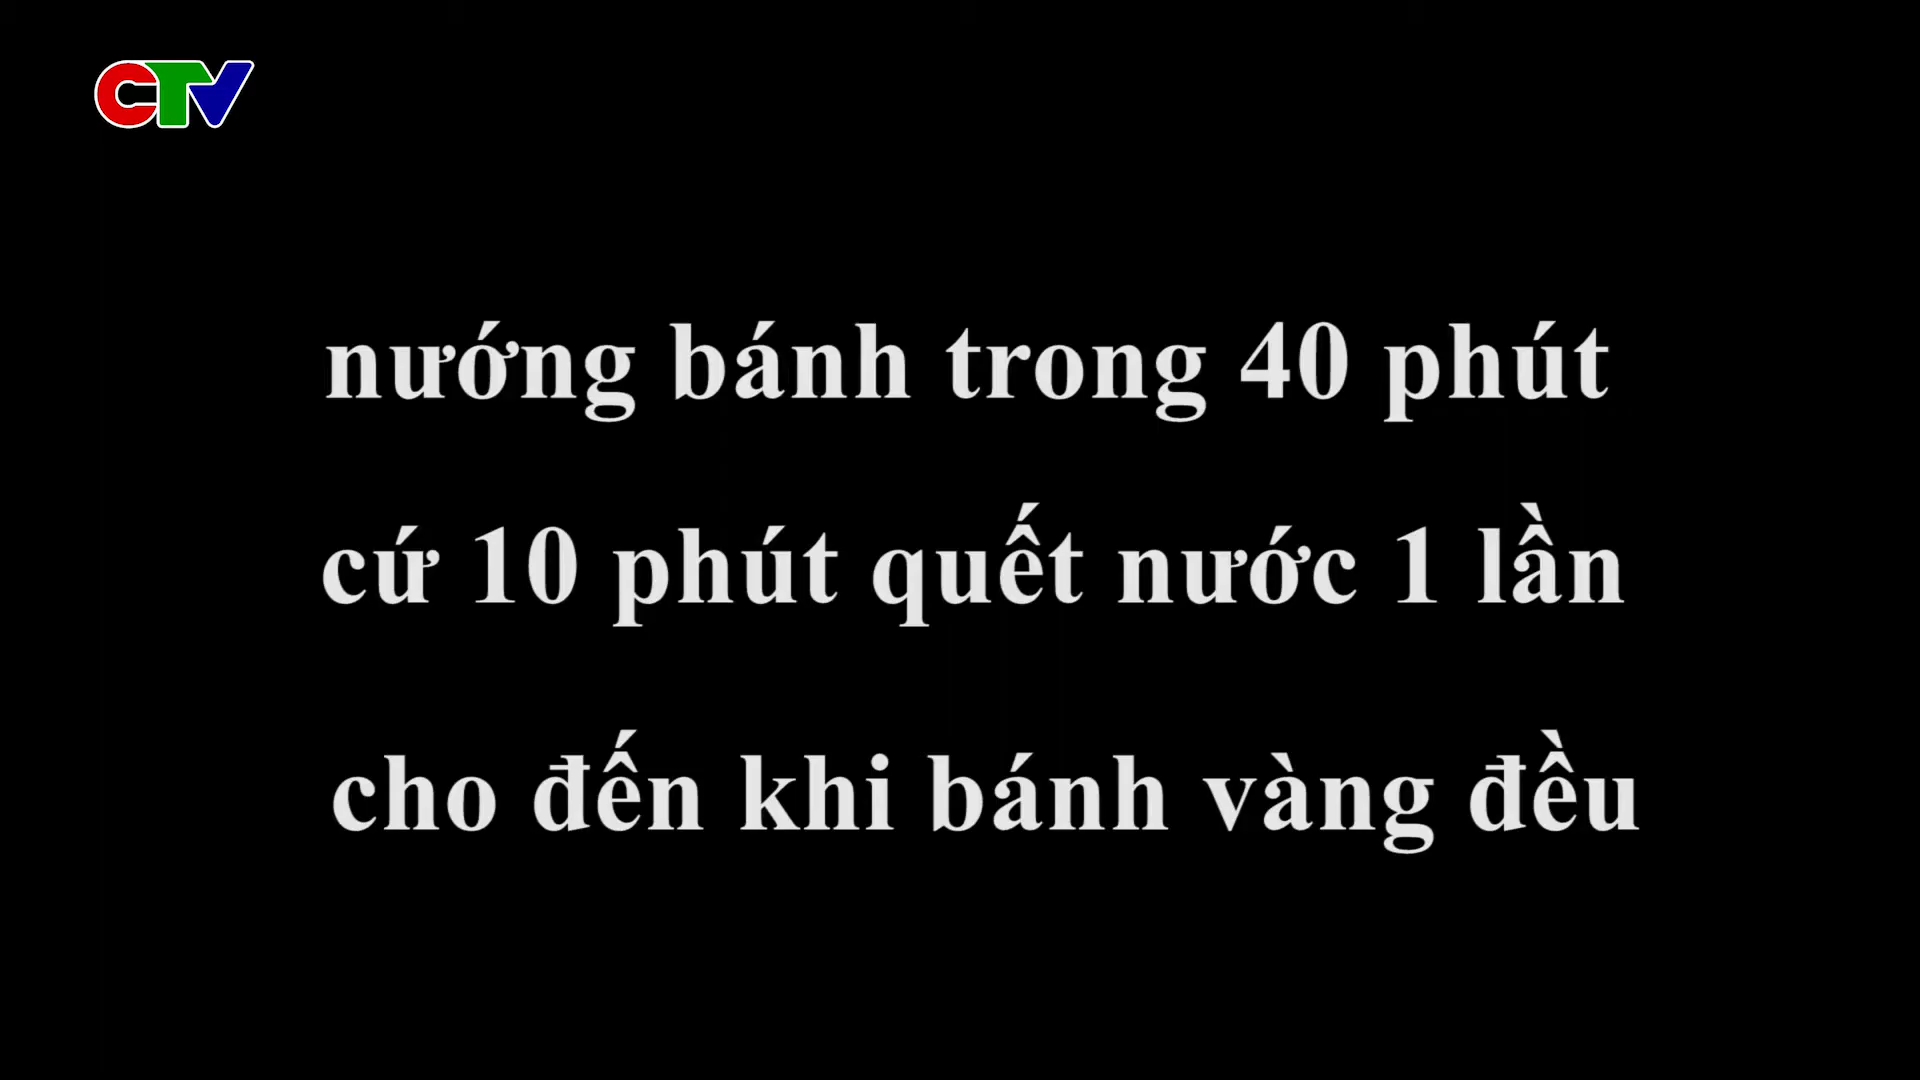 CTV
nướng bánh trong 40 phút
cứ 10 phút quết nước 1 lần
cho đến khi bánh vàng đều